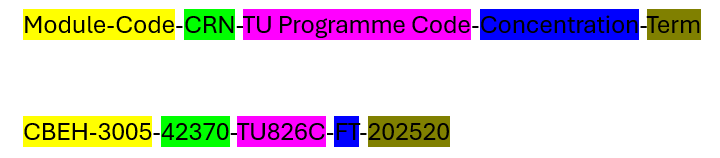 Module-Code-CRN-TU Programme Code-Concentration-Term
CBEH-3005-42370-TU826C-FT-202520